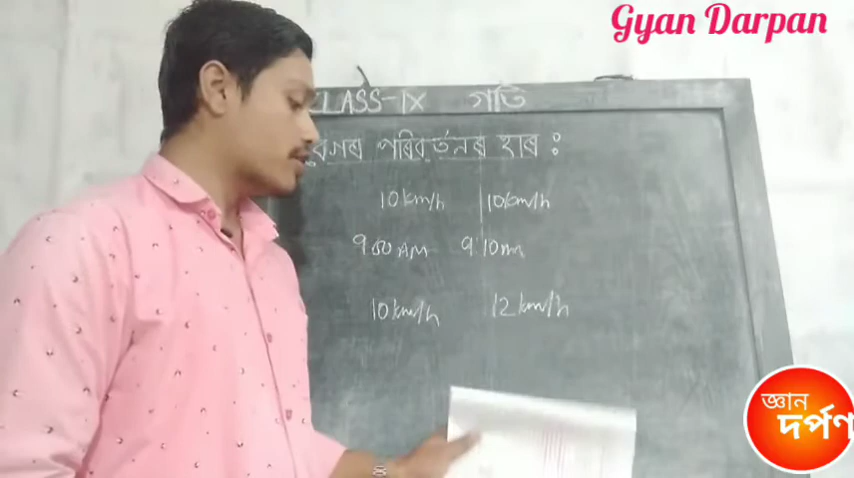 Gyan Darpan
CLASS-IX গতি
বেগৰ পৰিৱৰ্তনৰ হাৰ :
10 km/h 10 km/h
9:00 AM 9:10 AM
10 km/h 12 km/h
জ্ঞান
দৰ্পণ